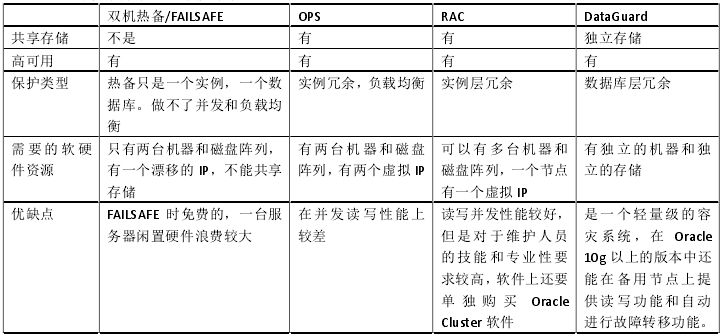 双机热备/FAILSAFE OPS RAC DataGuard
共享存储 不是 有 有 独立存储
高可用 有 有 有 有
保护类型 热备只是一个实例，一个数 实例冗余，负载均衡 实例层冗余 数据库层冗余
据库。做不了并发和负载均
衡
需要的软硬 只有两台机器和磁盘阵列， 有两台机器和磁盘 可以有多台机器和 有独立的机器和独
件资源 有一个漂移的 IP，不能共享 阵列，有两个虚拟 IP 磁盘阵列，一个节点 立的存储
存储 有一个虚拟 IP
优缺点 FAILSAFE 时免费的，一台服 在并发读写性能上 读写并发性能较好， 是一个轻量级的容
务器闲置硬件浪费较大 较差 但是对于维护人员 灾系统，在 Oracle
的技能和专业性要 10g 以上的版本中还
求较高，软件上还要 能在备用节点上提
单独购买 Oracle 供读写功能和自动
Cluster 软件 进行故障转移功能。